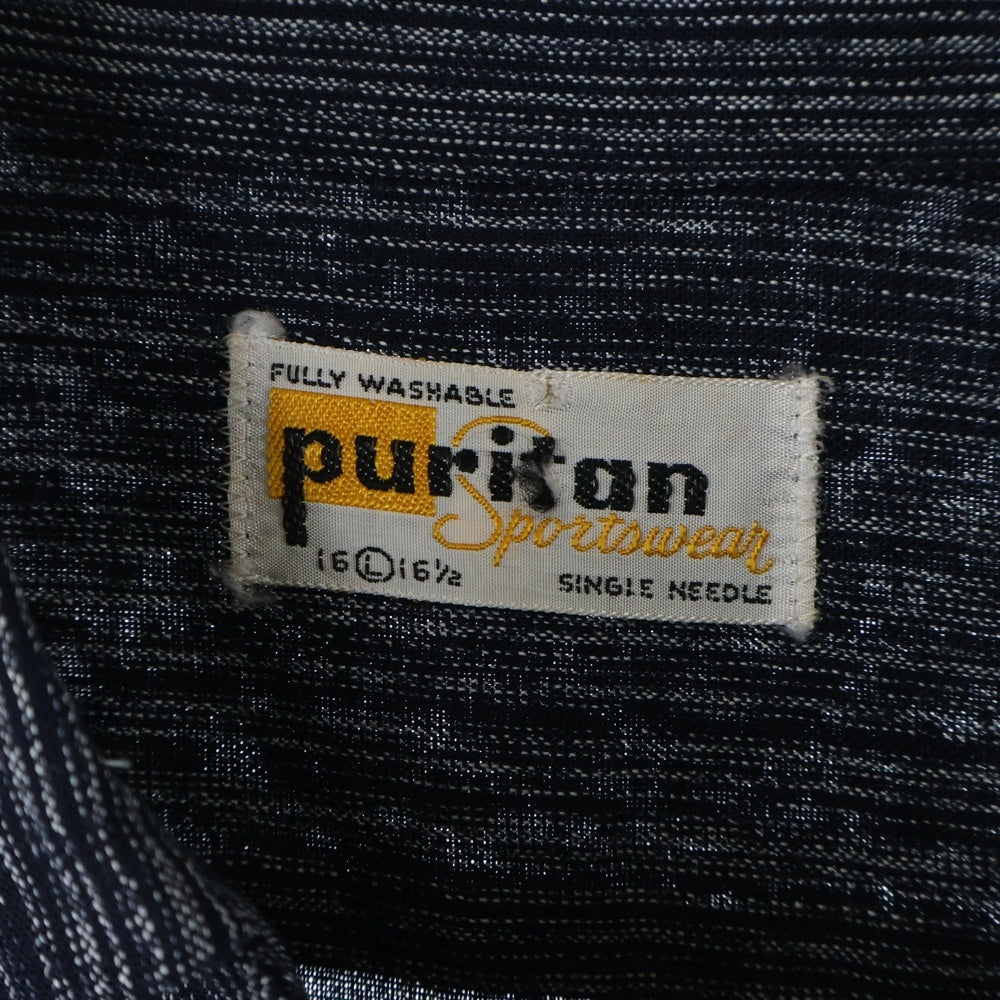 FULLY WASHABLE
puritan
Sportswear
16 L 16½
SINGLE NEEDLE